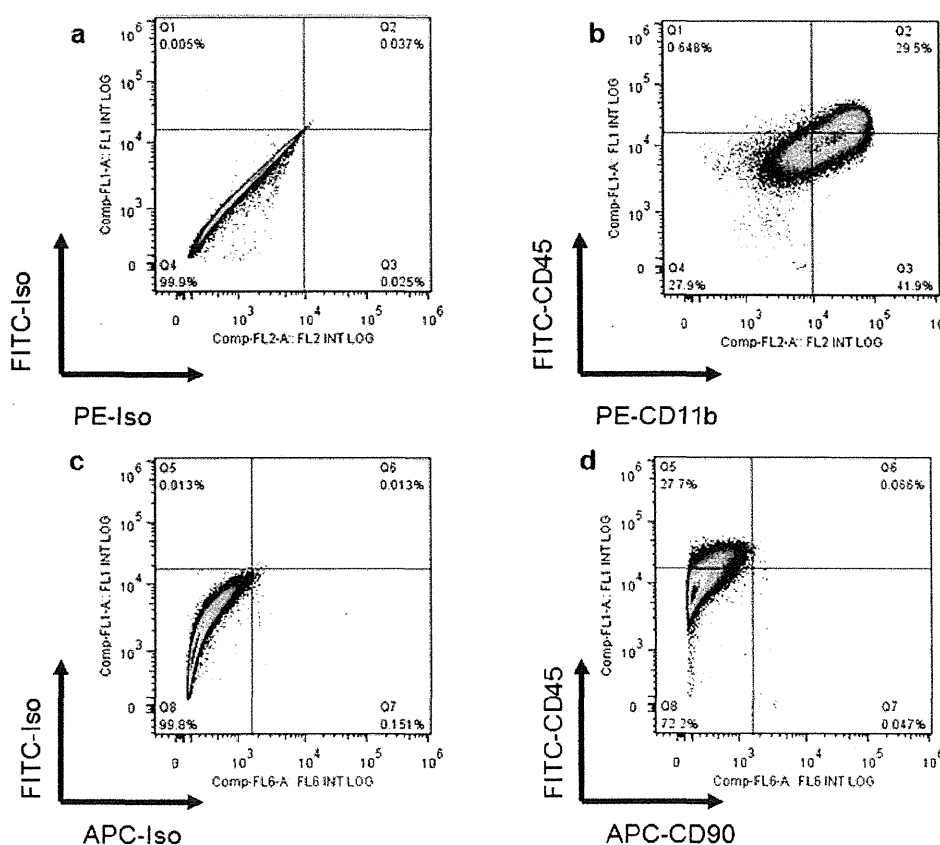 a
Q1
0.005%
Q2
0.037%
Q4
99.9%
Q3
0.025%
10^6
10^5
10^4
10^3
0
Comp-FL1-A:: FL1 INT LOG
0
10^3
10^4
10^5
10^6
Comp-FL2-A:: FL2 INT LOG
FITC-Iso
PE-Iso
b
Q1
0.648%
Q2
29.5%
Q4
27.9%
Q3
41.9%
10^6
10^5
10^4
10^3
0
Comp-FL1-A:: FL1 INT LOG
0
10^3
10^4
10^5
10^6
Comp-FL2-A:: FL2 INT LOG
FITC-CD45
PE-CD11b
c
Q5
0.013%
Q6
0.013%
Q8
99.8%
Q7
0.151%
10^6
10^5
10^4
10^3
0
Comp-FL1-A:: FL1 INT LOG
0
10^3
10^4
10^5
10^6
Comp-FL6-A FL6 INT LOG
FITC-Iso
APC-Iso
d
Q5
27.7%
Q6
0.066%
Q8
72.2%
Q7
0.047%
10^6
10^5
10^4
10^3
0
Comp-FL1-A:: FL1 INT LOG
0
10^3
10^4
10^5
10^6
Comp-FL6-A FL6 INT LOG
FITC-CD45
APC-CD90